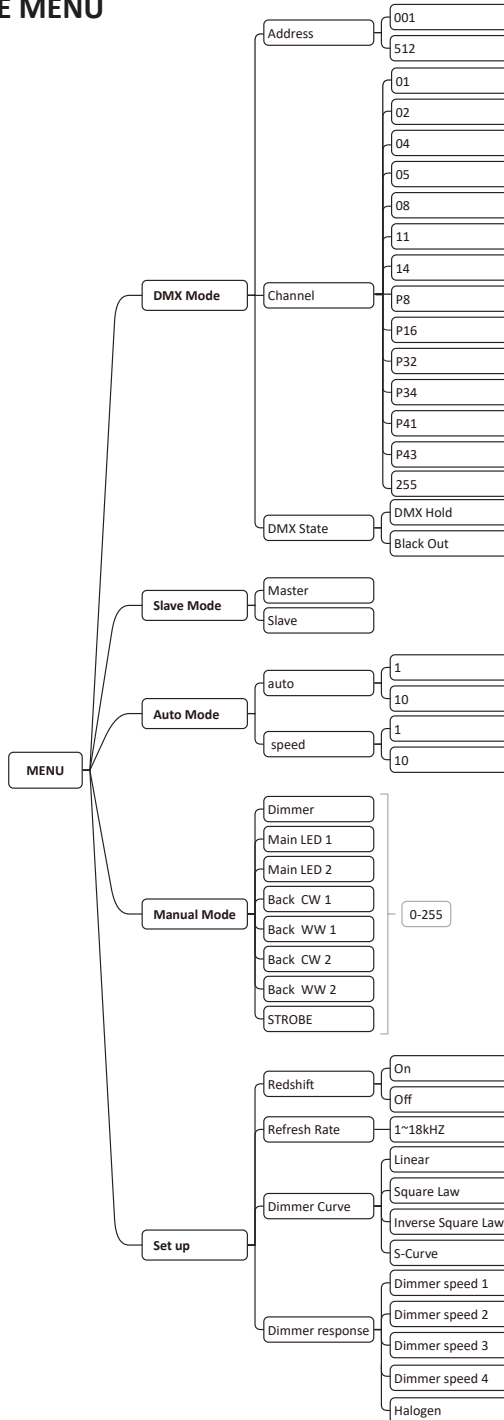 E MENU
Address
001
512
01
02
04
05
08
11
14
DMX Mode
Channel
P8
P16
P32
P34
P41
P43
255
DMX State
DMX Hold
Black Out
Slave Mode
Master
Slave
Auto Mode
auto
1
10
speed
1
10
MENU
Manual Mode
Dimmer
Main LED 1
Main LED 2
Back CW 1
Back WW 1
Back CW 2
Back WW 2
STROBE
0-255
Set up
Redshift
On
Off
Refresh Rate
1~18kHZ
Dimmer Curve
Linear
Square Law
Inverse Square Law
S-Curve
Dimmer response
Dimmer speed 1
Dimmer speed 2
Dimmer speed 3
Dimmer speed 4
Halogen